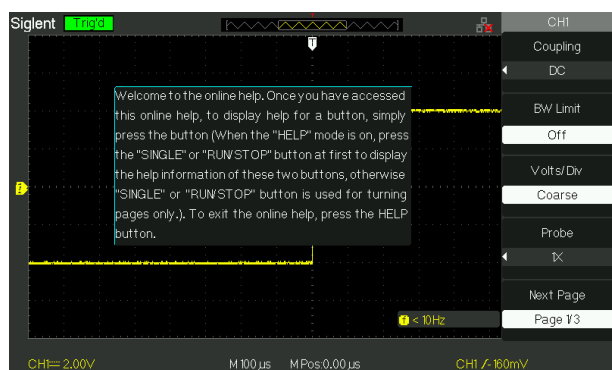 Siglent Trig'd
T
CH1
Coupling
DC
BW Limit
Off
Volts/Div
Coarse
Probe
1X
Next Page
Page 1/3
Welcome to the online help. Once you have accessed
this online help, to display help for a button, simply
press the button (When the "HELP" mode is on, press
the "SINGLE" or "RUN/STOP" button at first to display
the help information of these two buttons, otherwise
"SINGLE" or "RUN/STOP" button is used for turning
pages only.). To exit the online help, press the HELP
button.
f < 10Hz
CH1 2.00V M 100 µs M Pos:0.00 µs CH1 -160mV